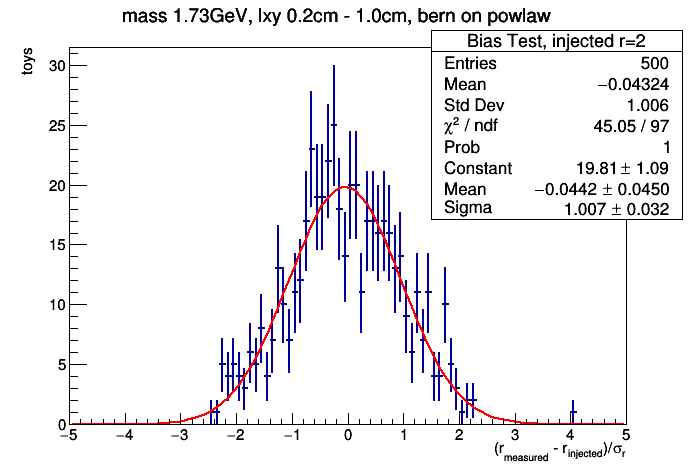 mass 1.73GeV, lxy 0.2cm - 1.0cm, bern on powlaw
Bias Test, injected r=2
Entries 500
Mean −0.04324
Std Dev 1.006
χ² / ndf 45.05 / 97
Prob 1
Constant 19.81 ± 1.09
Mean −0.0442 ± 0.0450
Sigma 1.007 ± 0.032
toys
30
25
20
15
10
5
0
−5 −4 −3 −2 −1 0 1 2 3 4 5
(r_measured - r_injected)/σ_r